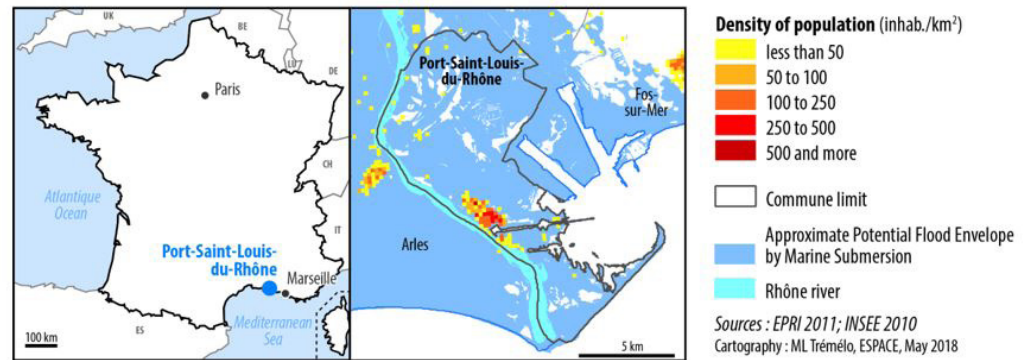 UK
BE
LU
DE
Paris
CH
Atlantique
Ocean
IT
Port-Saint-Louis-
du-Rhône
Marseille
ES
Mediterranean
Sea
100 km
Port-Saint-Louis-
du-Rhône
Fos-
sur-Mer
Arles
5 km
Density of population (inhab./km²)
less than 50
50 to 100
100 to 250
250 to 500
500 and more
Commune limit
Approximate Potential Flood Envelope
by Marine Submersion
Rhône river
Sources : EPRI 2011; INSEE 2010
Cartography : ML Trémélo, ESPACE, May 2018